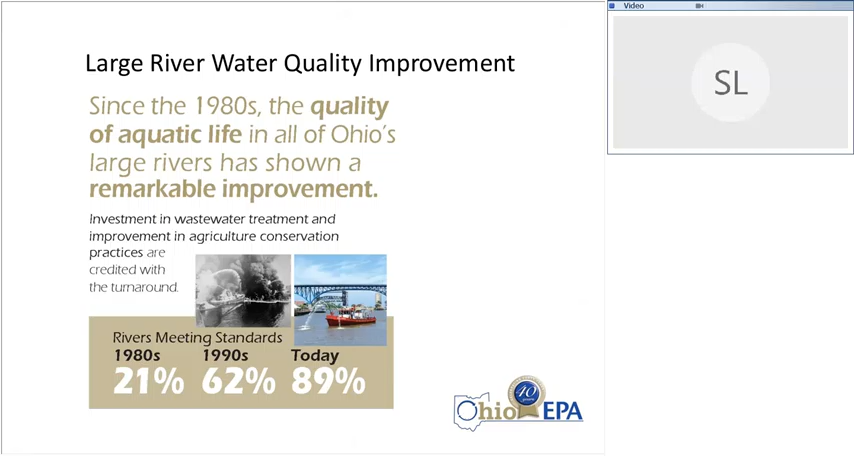 Large River Water Quality Improvement
Since the 1980s, the quality
of aquatic life in all of Ohio's
large rivers has shown a
remarkable improvement.
Investment in wastewater treatment and
improvement in agriculture conservation
practices are
credited with
the turnaround.
Rivers Meeting Standards
1980s 1990s Today
21% 62% 89%
Ohio EPA
40
years
Video
SL